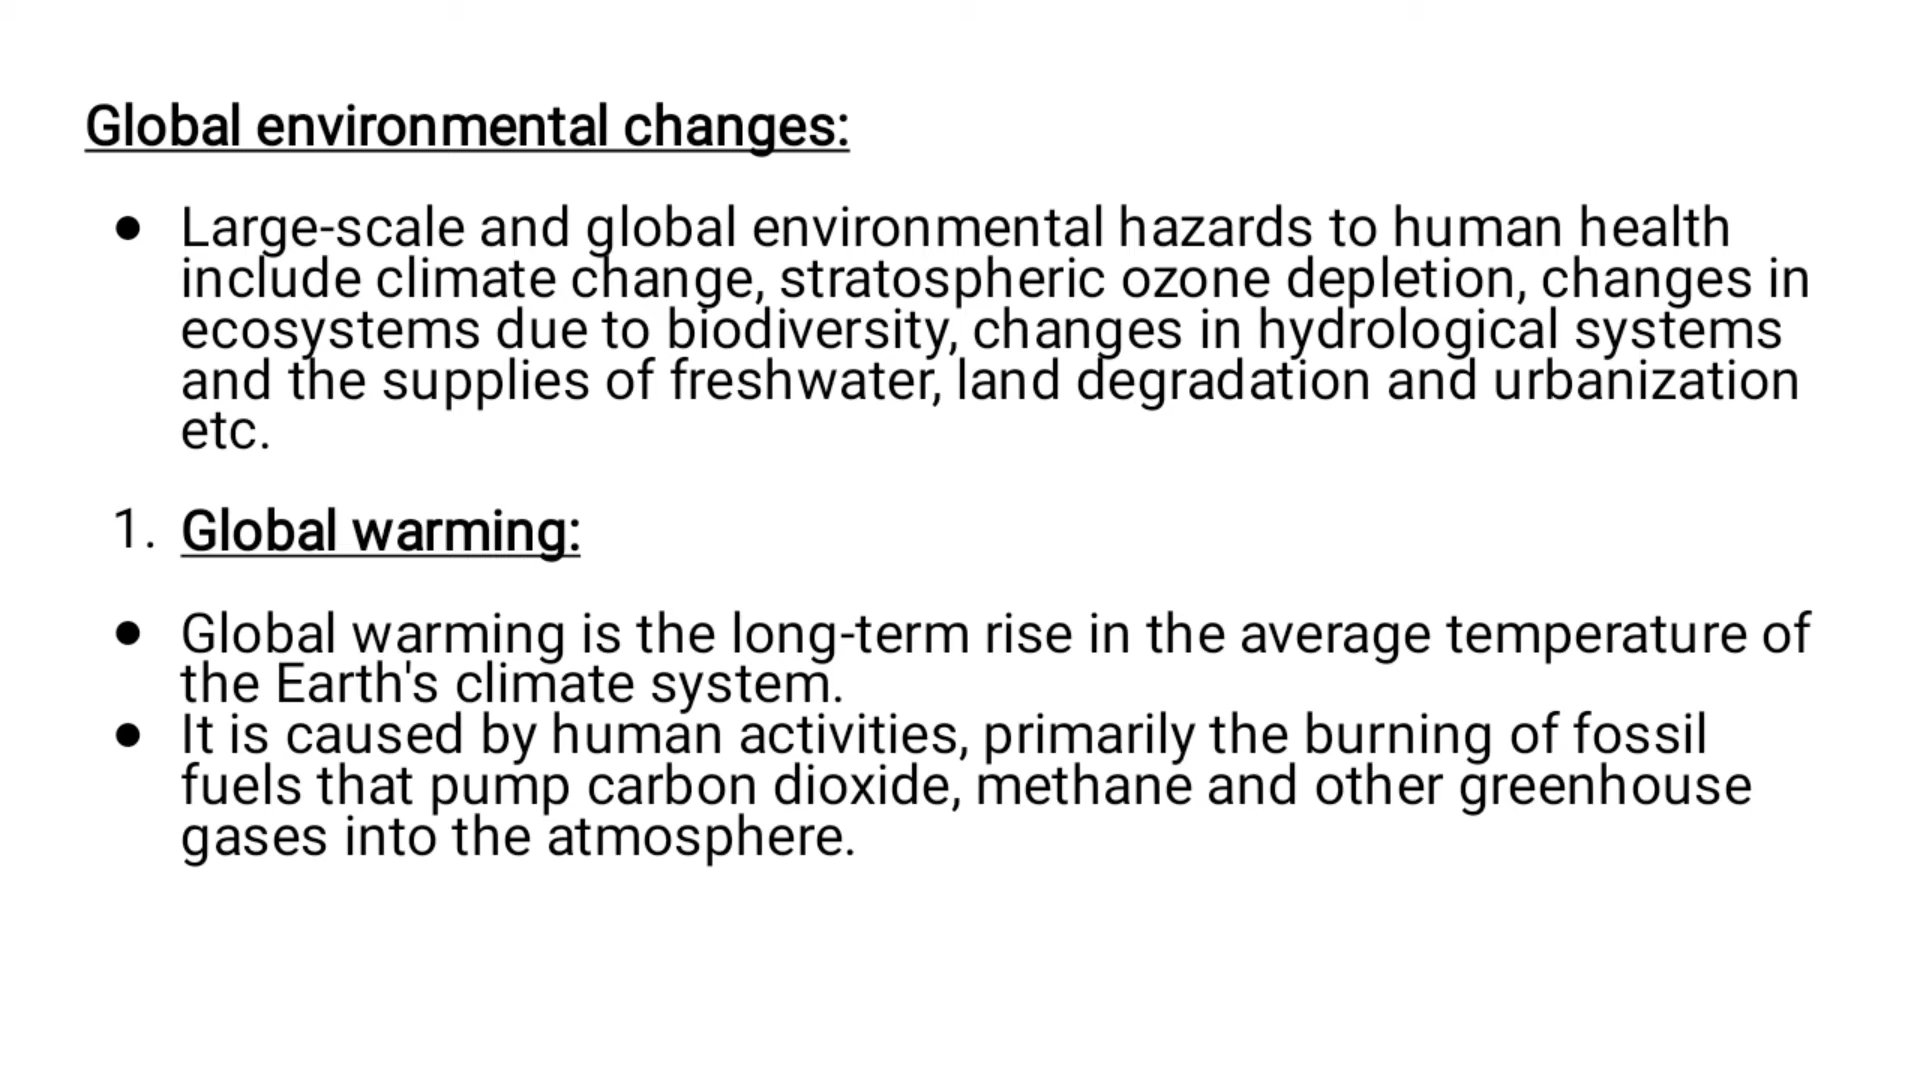 Global environmental changes:
● Large-scale and global environmental hazards to human health
include climate change, stratospheric ozone depletion, changes in
ecosystems due to biodiversity, changes in hydrological systems
and the supplies of freshwater, land degradation and urbanization
etc.
1. Global warming:
● Global warming is the long-term rise in the average temperature of
the Earth's climate system.
● It is caused by human activities, primarily the burning of fossil
fuels that pump carbon dioxide, methane and other greenhouse
gases into the atmosphere.